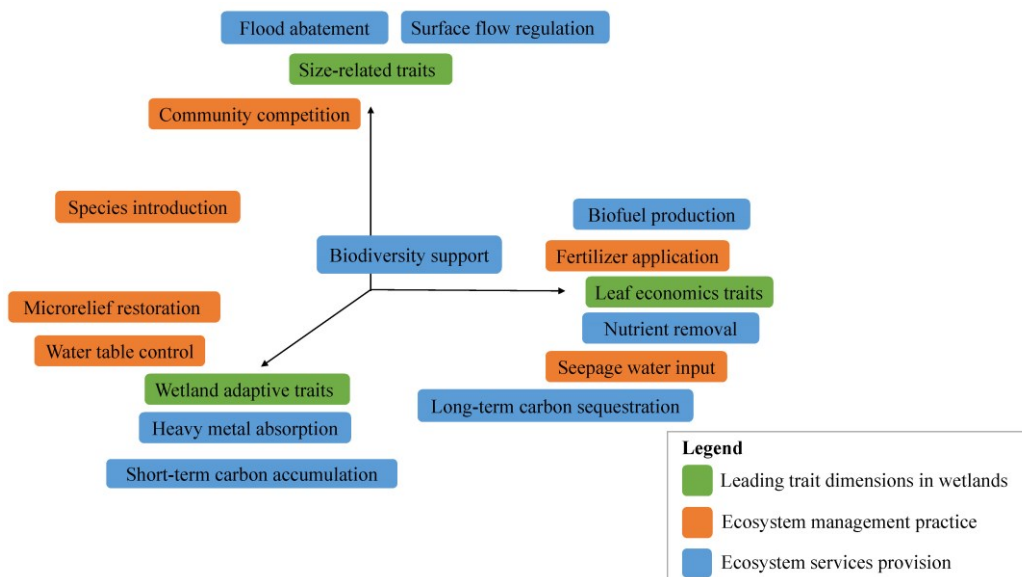 Flood abatement
Surface flow regulation
Size-related traits
Community competition
Species introduction
Biofuel production
Biodiversity support
Fertilizer application
Leaf economics traits
Microrelief restoration
Nutrient removal
Water table control
Seepage water input
Wetland adaptive traits
Long-term carbon sequestration
Heavy metal absorption
Short-term carbon accumulation
Legend
Leading trait dimensions in wetlands
Ecosystem management practice
Ecosystem services provision